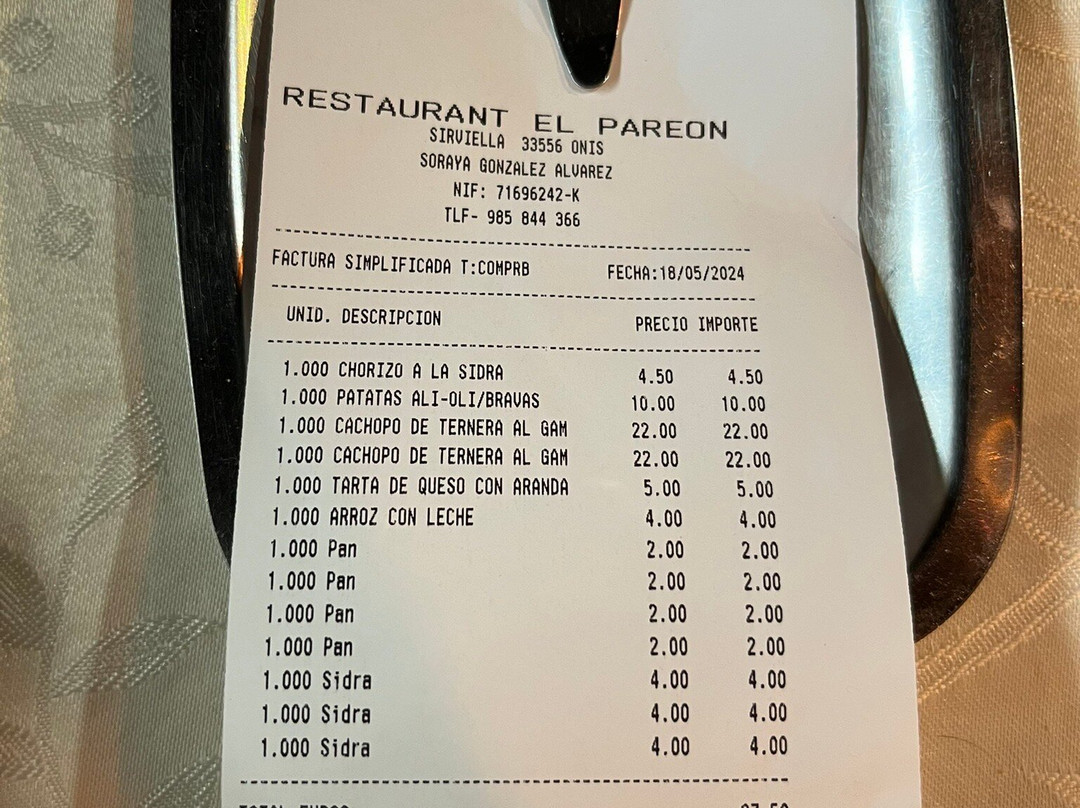 RESTAURANT EL PAREON
SIRVIELLA 33556 ONIS
SORAYA GONZALEZ ALVAREZ
NIF: 71696242-K
TLF- 985 844 366
FACTURA SIMPLIFICADA T:COMPRB FECHA:18/05/2024
UNID. DESCRIPCION PRECIO IMPORTE
1.000 CHORIZO A LA SIDRA 4.50 4.50
1.000 PATATAS ALI-OLI/BRAVAS 10.00 10.00
1.000 CACHOPO DE TERNERA AL GAM 22.00 22.00
1.000 CACHOPO DE TERNERA AL GAM 22.00 22.00
1.000 TARTA DE QUESO CON ARANDA 5.00 5.00
1.000 ARROZ CON LECHE 4.00 4.00
1.000 Pan 2.00 2.00
1.000 Pan 2.00 2.00
1.000 Pan 2.00 2.00
1.000 Pan 2.00 2.00
1.000 Sidra 4.00 4.00
1.000 Sidra 4.00 4.00
1.000 Sidra 4.00 4.00